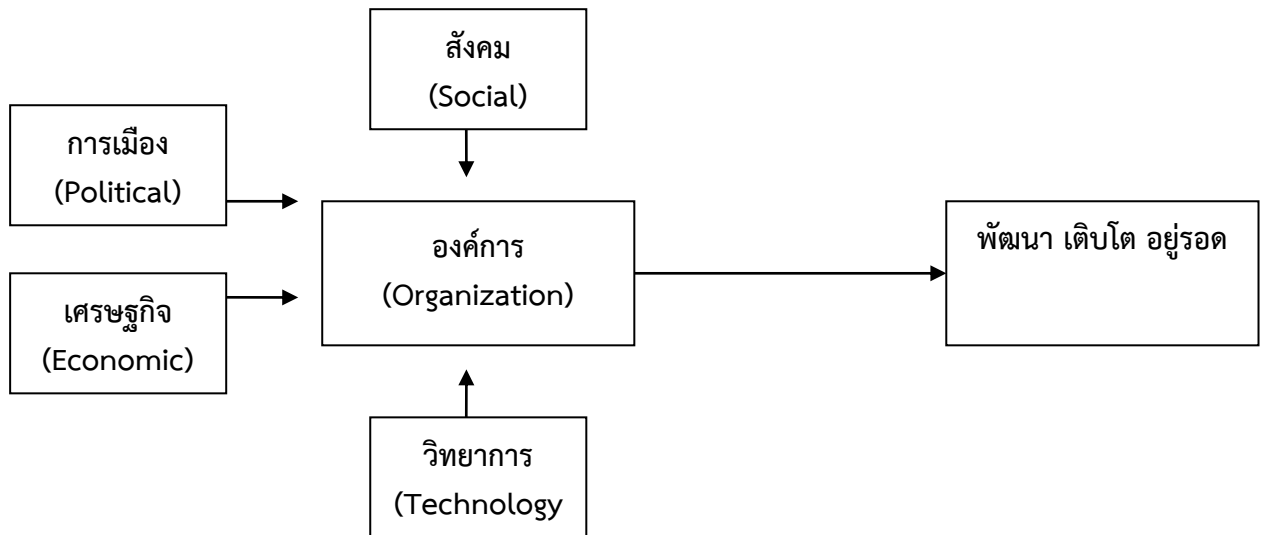 สังคม
(Social)
การเมือง
(Political)
เศรษฐกิจ
(Economic)
องค์การ
(Organization)
พัฒนา เติบโต อยู่รอด
วิทยาการ
(Technology